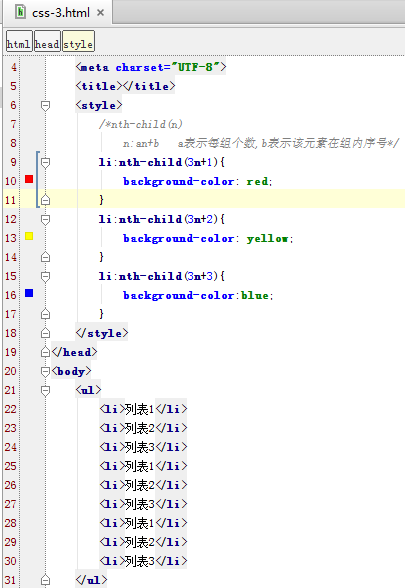 css-3.html ×
html head style
4 <meta charset="UTF-8">
5 <title></title>
6 <style>
7 /*nth-child(n)
8 n:an+b a表示每组个数,b表示该元素在组内序号*/
9 li:nth-child(3n+1){
10 background-color: red;
11 }
12 li:nth-child(3n+2){
13 background-color: yellow;
14 }
15 li:nth-child(3n+3){
16 background-color:blue;
17 }
18 </style>
19 </head>
20 <body>
21 <ul>
22 <li>列表1</li>
23 <li>列表2</li>
24 <li>列表3</li>
25 <li>列表1</li>
26 <li>列表2</li>
27 <li>列表3</li>
28 <li>列表1</li>
29 <li>列表2</li>
30 <li>列表3</li>
31 </ul>